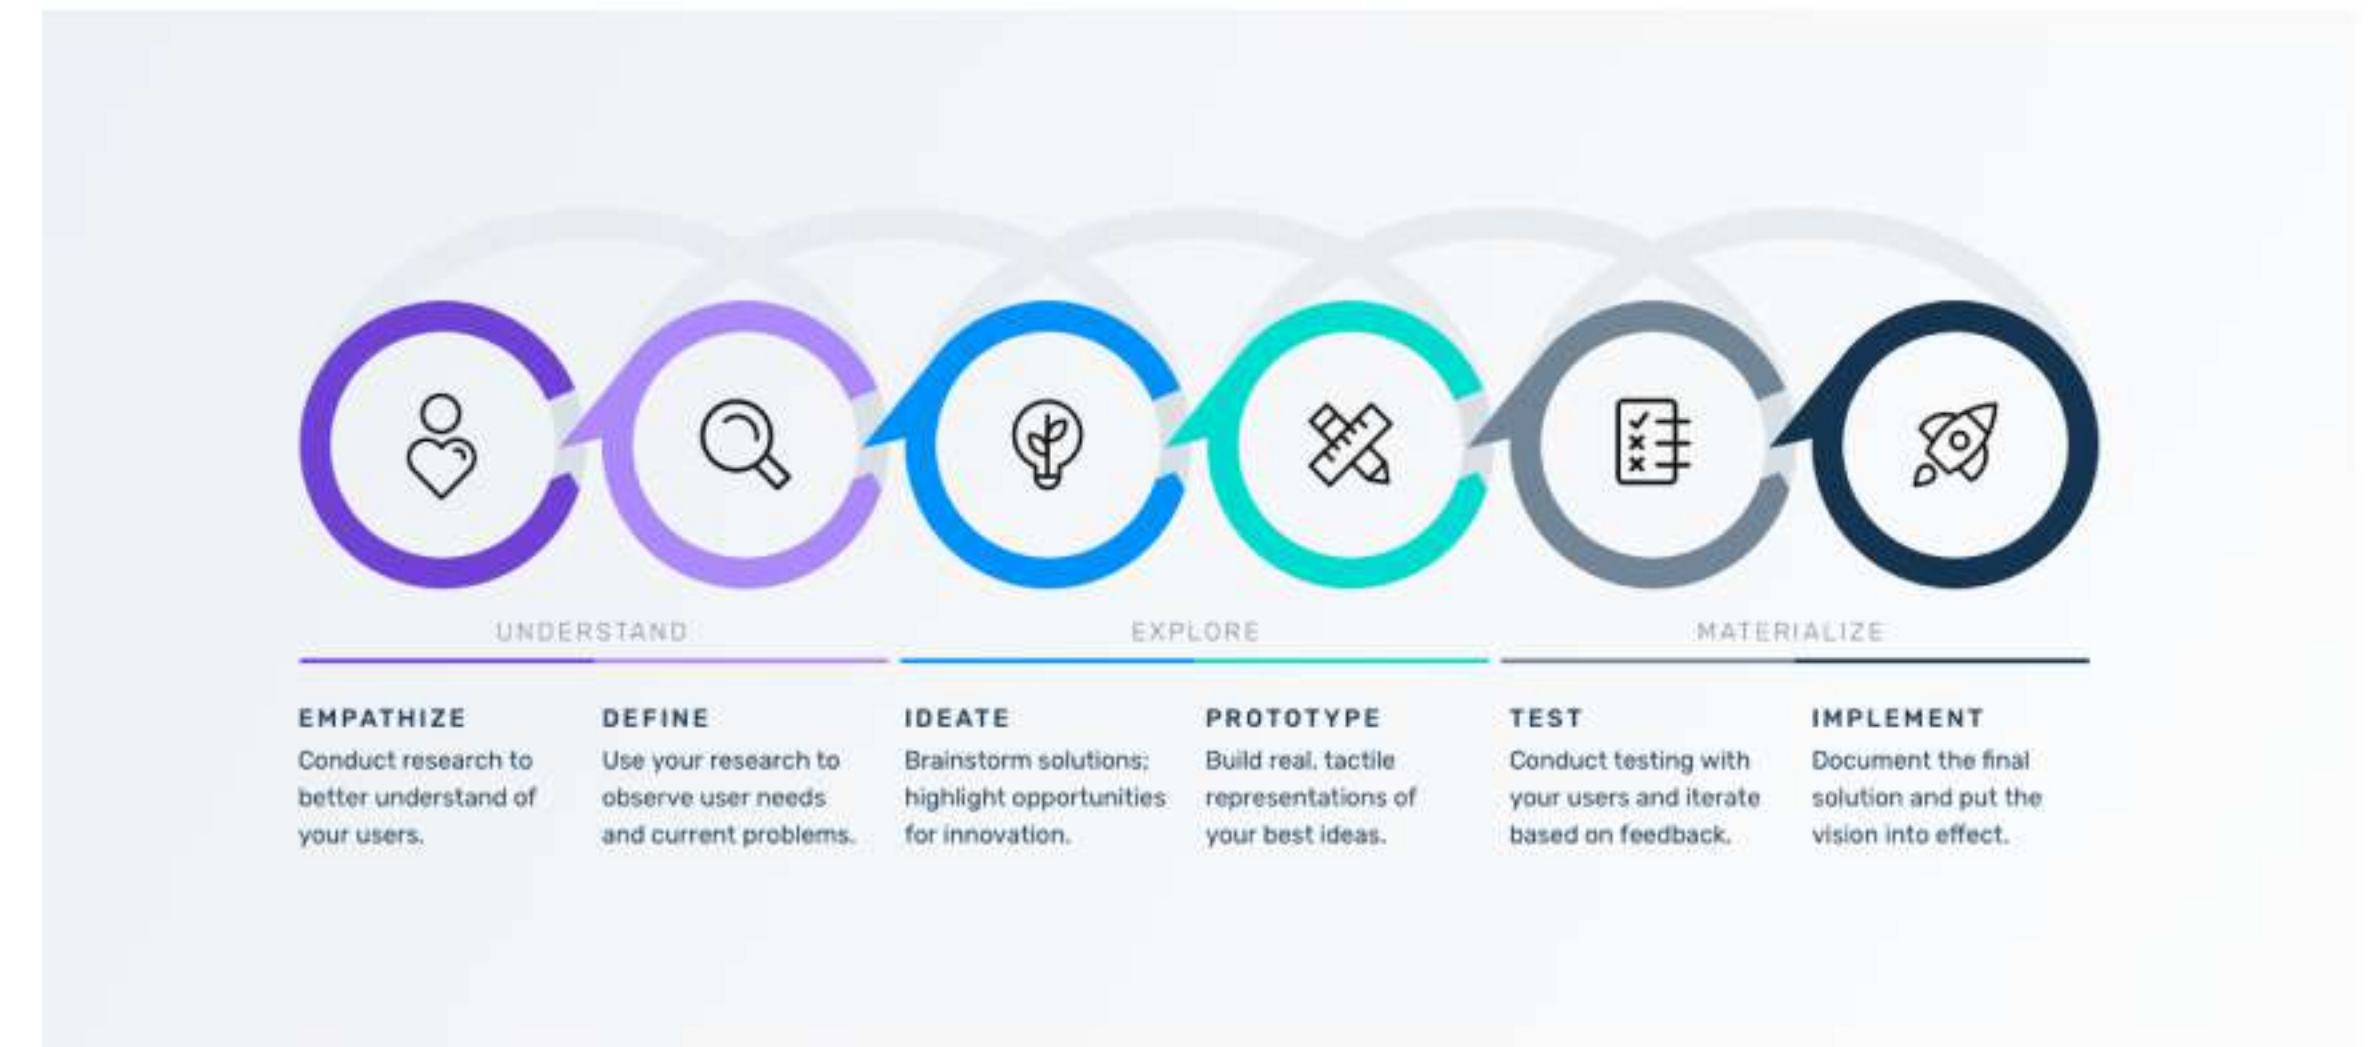 UNDERSTAND
EXPLORE
MATERIALIZE
EMPATHIZE
Conduct research to
better understand of
your users.
DEFINE
Use your research to
observe user needs
and current problems.
IDEATE
Brainstorm solutions;
highlight opportunities
for innovation.
PROTOTYPE
Build real, tactile
representations of
your best ideas.
TEST
Conduct testing with
your users and iterate
based on feedback.
IMPLEMENT
Document the final
solution and put the
vision into effect.